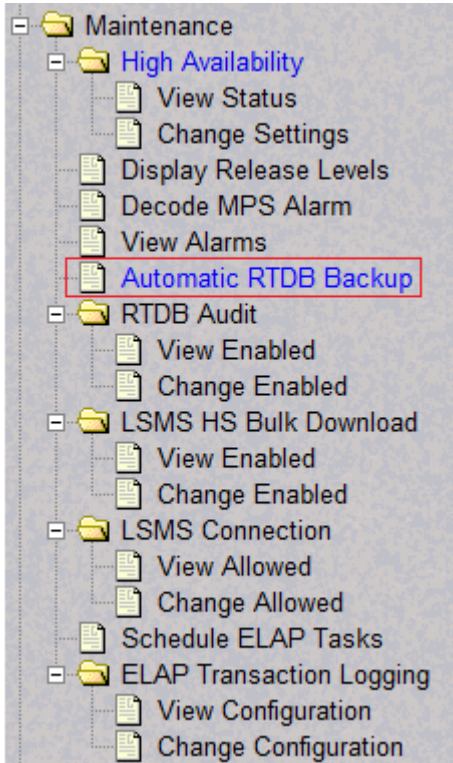 Maintenance
High Availability
View Status
Change Settings
Display Release Levels
Decode MPS Alarm
View Alarms
Automatic RTDB Backup
RTDB Audit
View Enabled
Change Enabled
LSMS HS Bulk Download
View Enabled
Change Enabled
LSMS Connection
View Allowed
Change Allowed
Schedule ELAP Tasks
ELAP Transaction Logging
View Configuration
Change Configuration